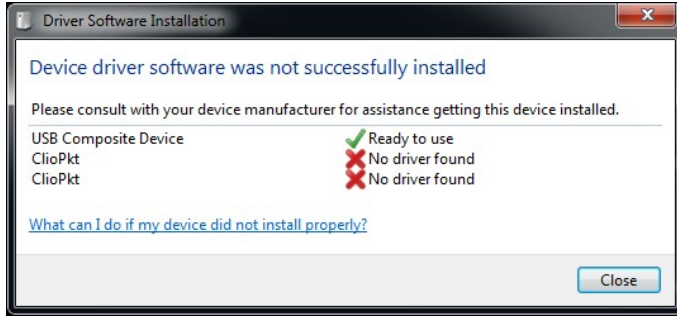 Driver Software Installation
Device driver software was not successfully installed
Please consult with your device manufacturer for assistance getting this device installed.
USB Composite Device Ready to use
ClioPkt No driver found
ClioPkt No driver found
What can I do if my device did not install properly?
Close